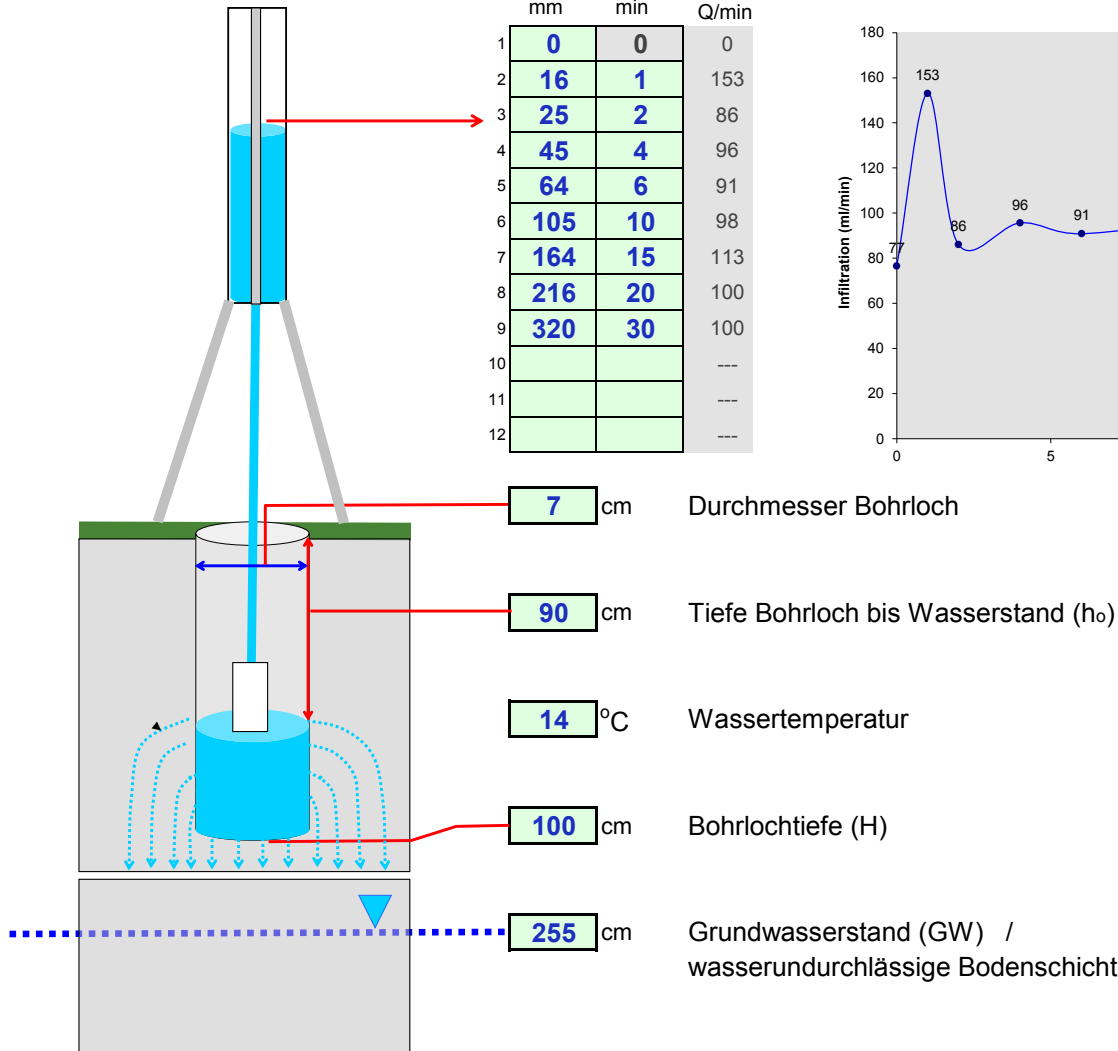 mm min Q/min
1 0 0 0
2 16 1 153
3 25 2 86
4 45 4 96
5 64 6 91
6 105 10 98
7 164 15 113
8 216 20 100
9 320 30 100
10 ---
11 ---
12 ---
Infiltration (ml/min)
180
160
140
120
100
80
60
40
20
0
0 5
77
153
86
96
91
7 cm Durchmesser Bohrloch
90 cm Tiefe Bohrloch bis Wasserstand (ho)
14 °C Wassertemperatur
100 cm Bohrlochtiefe (H)
255 cm Grundwasserstand (GW) /
wasserundurchlässige Bodenschicht